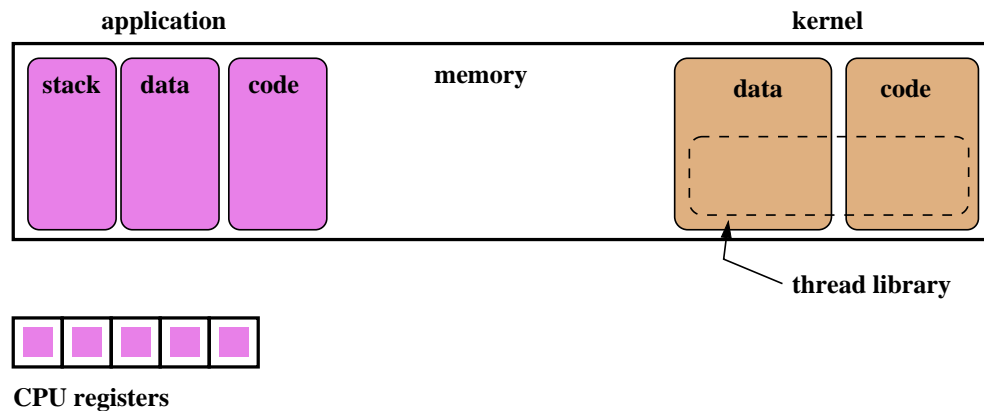 application kernel
memory
stack data code
data code
thread library
CPU registers